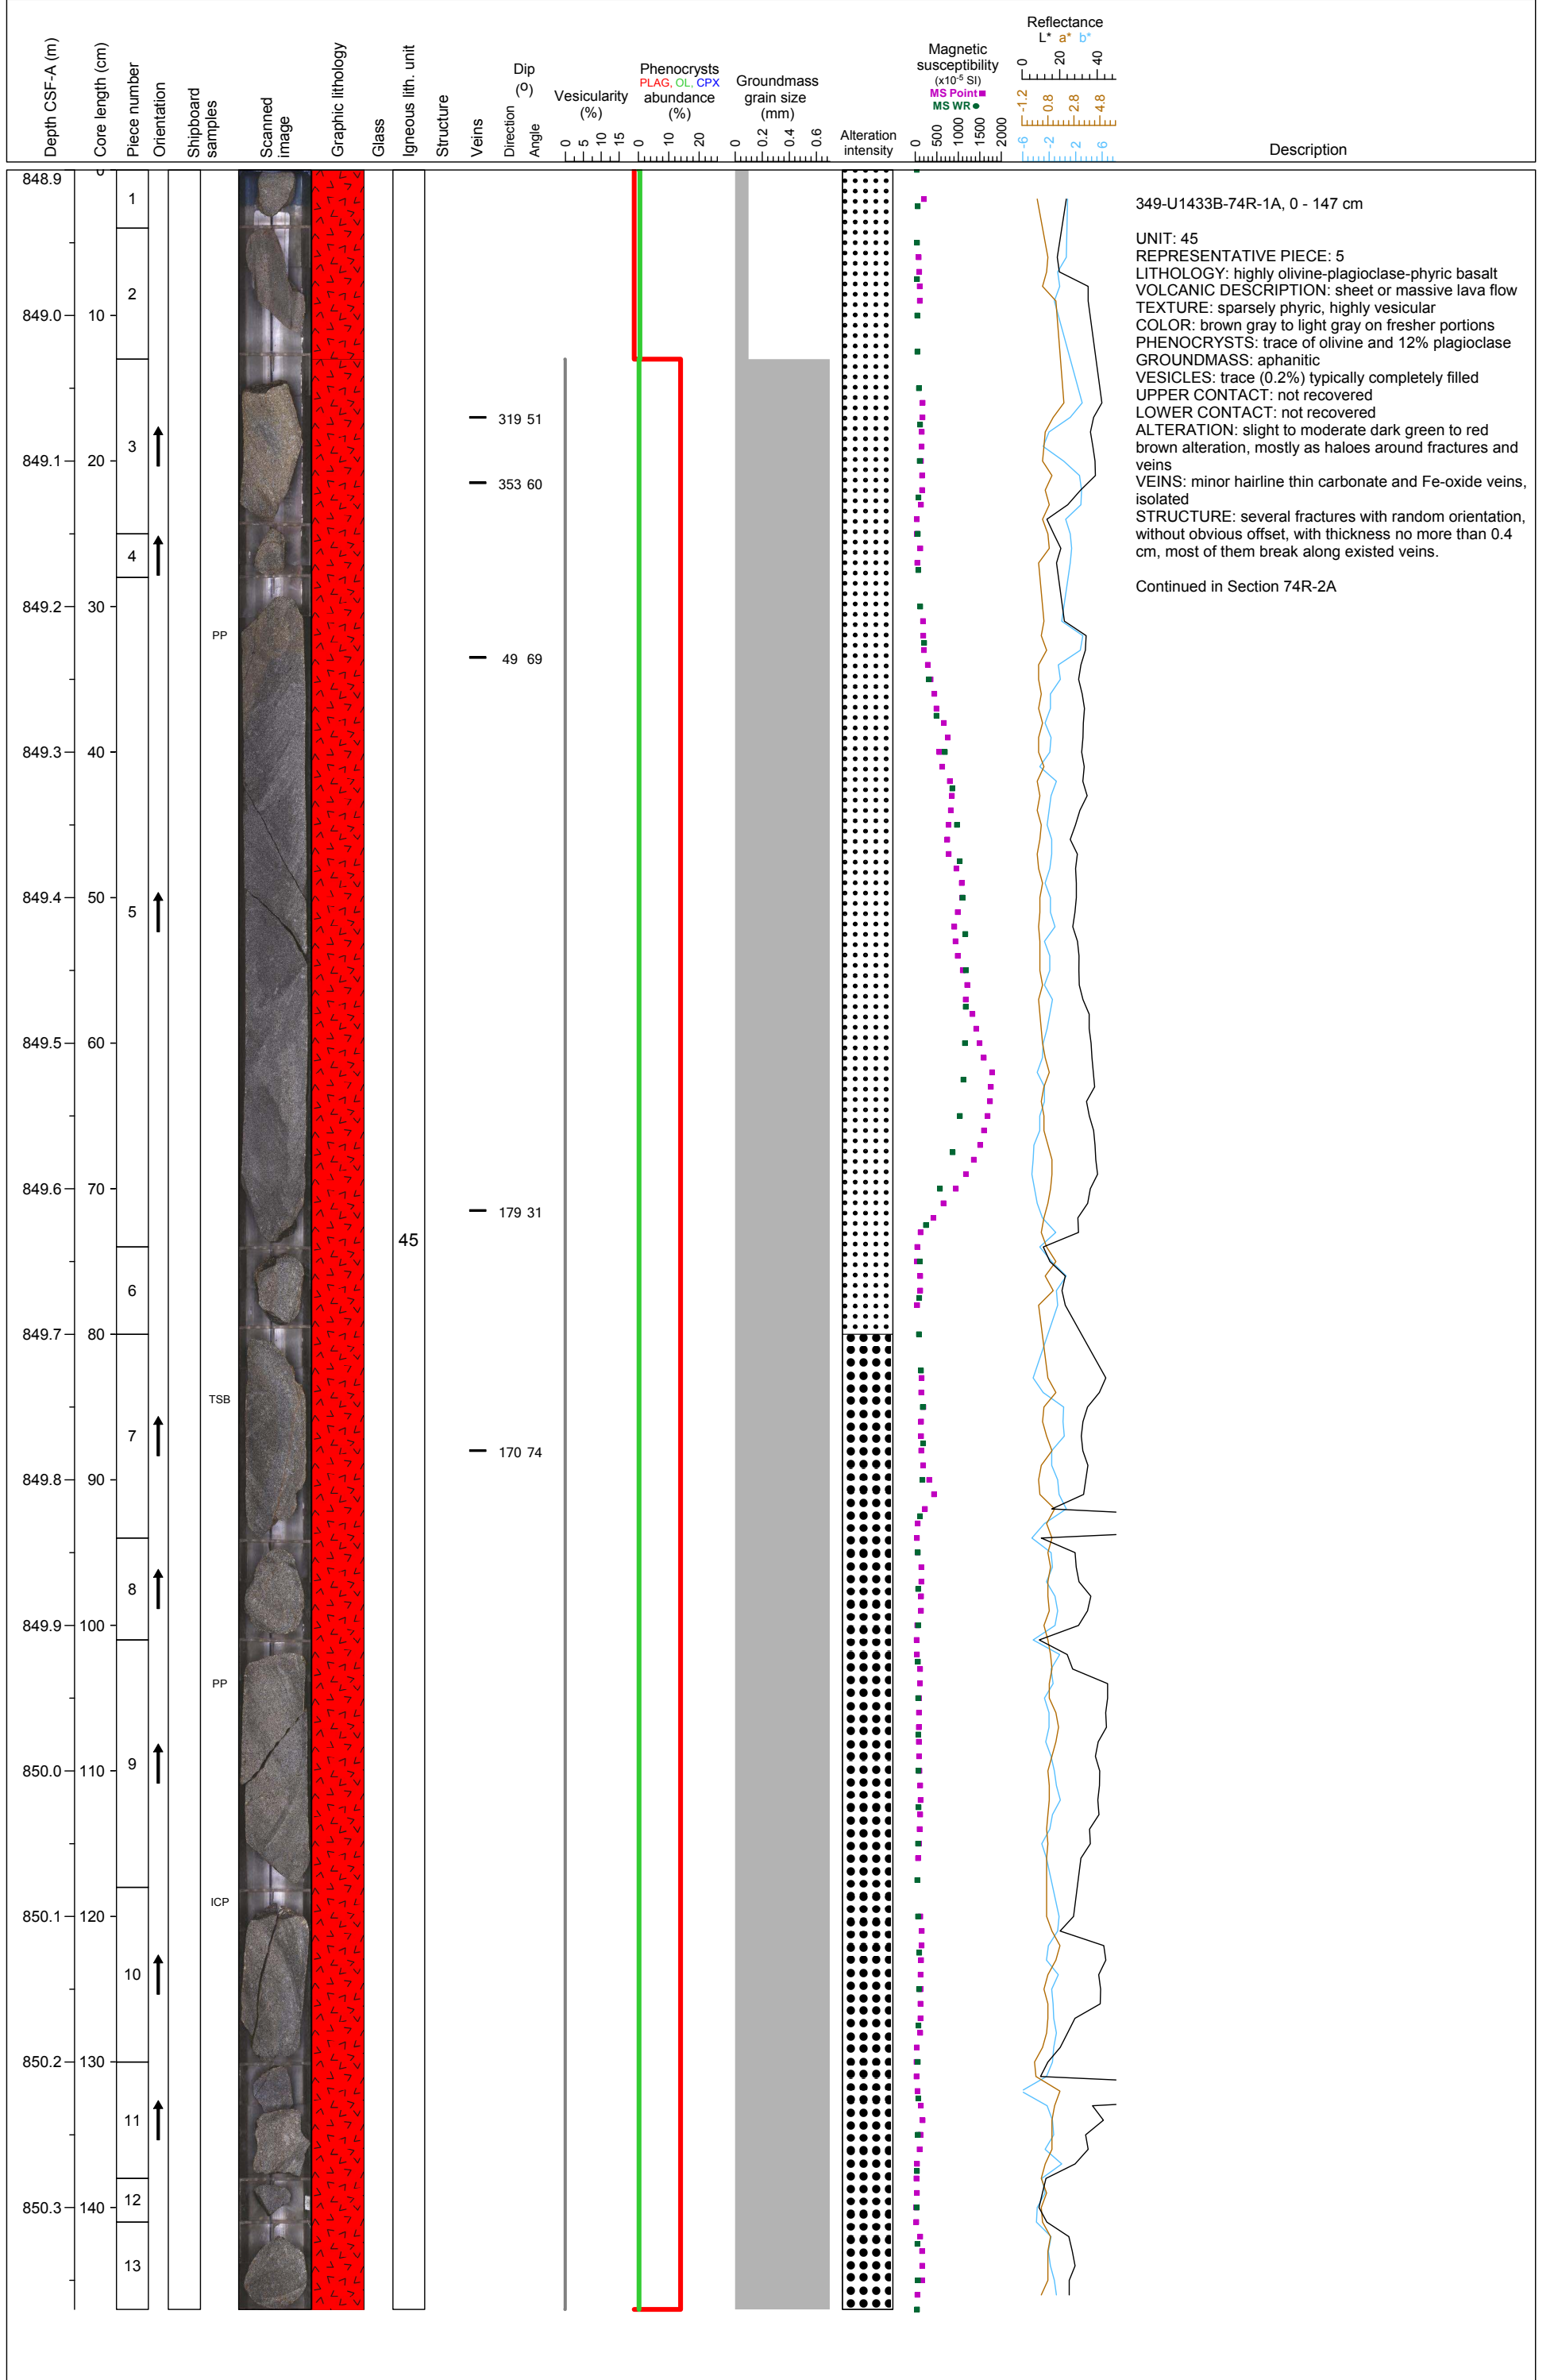 Depth CSF-A (m)
Core length (cm)
Piece number
Orientation
Shipboard
samples
Scanned
image
Graphic lithology
Glass
Igneous lith. unit
Structure
Veins
Dip
(º)
Direction
Angle
Vesicularity
(%)
0 5 10 15
Phenocrysts
PLAG, OL, CPX
abundance
(%)
0 10 20
Groundmass
grain size
(mm)
0 0.2 0.4 0.6
Alteration
intensity
Magnetic
susceptibility
(x10-5 SI)
MS Point
MS WR
0 500 1000 1500 2000
Reflectance
L* a* b*
0 20 40
-1.2 0.8 2.8 4.8
-6 -2 2 6
Description
848.9
849.0
849.1
849.2
849.3
849.4
849.5
849.6
849.7
849.8
849.9
850.0
850.1
850.2
850.3
0
10
20
30
40
50
60
70
80
90
100
110
120
130
140
1
2
3
4
5
6
7
8
9
10
11
12
13
PP
TSB
PP
ICP
45
319 51
353 60
49 69
179 31
170 74
349-U1433B-74R-1A, 0 - 147 cm
UNIT: 45
REPRESENTATIVE PIECE: 5
LITHOLOGY: highly olivine-plagioclase-phyric basalt
VOLCANIC DESCRIPTION: sheet or massive lava flow
TEXTURE: sparsely phyric, highly vesicular
COLOR: brown gray to light gray on fresher portions
PHENOCRYSTS: trace of olivine and 12% plagioclase
GROUNDMASS: aphanitic
VESICLES: trace (0.2%) typically completely filled
UPPER CONTACT: not recovered
LOWER CONTACT: not recovered
ALTERATION: slight to moderate dark green to red
brown alteration, mostly as haloes around fractures and
veins
VEINS: minor hairline thin carbonate and Fe-oxide veins,
isolated
STRUCTURE: several fractures with random orientation,
without obvious offset, with thickness no more than 0.4
cm, most of them break along existed veins.
Continued in Section 74R-2A